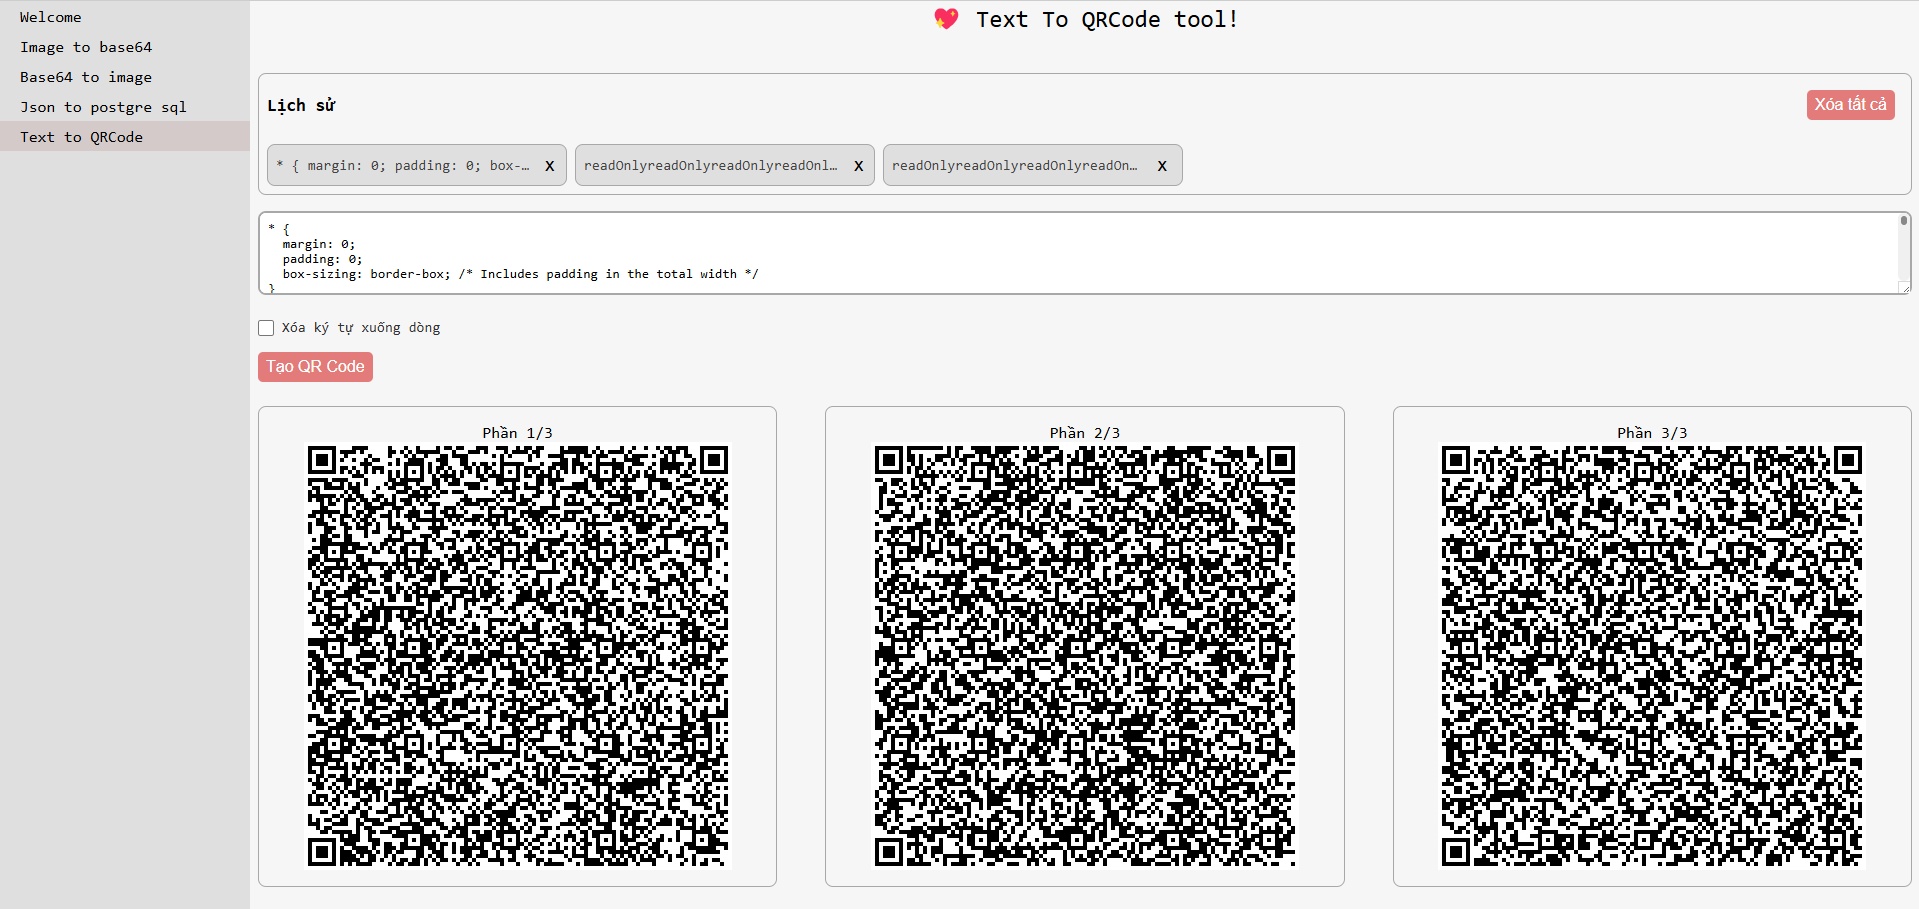 Welcome
Image to base64
Base64 to image
Json to postgre sql
Text to QRCode
💖 Text To QRCode tool!
Lịch sử
Xóa tất cả
* { margin: 0; padding: 0; box-… X
readOnlyreadOnlyreadOnlyreadOnl… X
readOnlyreadOnlyreadOnlyreadOn… X
* {
  margin: 0;
  padding: 0;
  box-sizing: border-box; /* Includes padding in the total width */
}
Xóa ký tự xuống dòng
Tạo QR Code
Phần 1/3
Phần 2/3
Phần 3/3